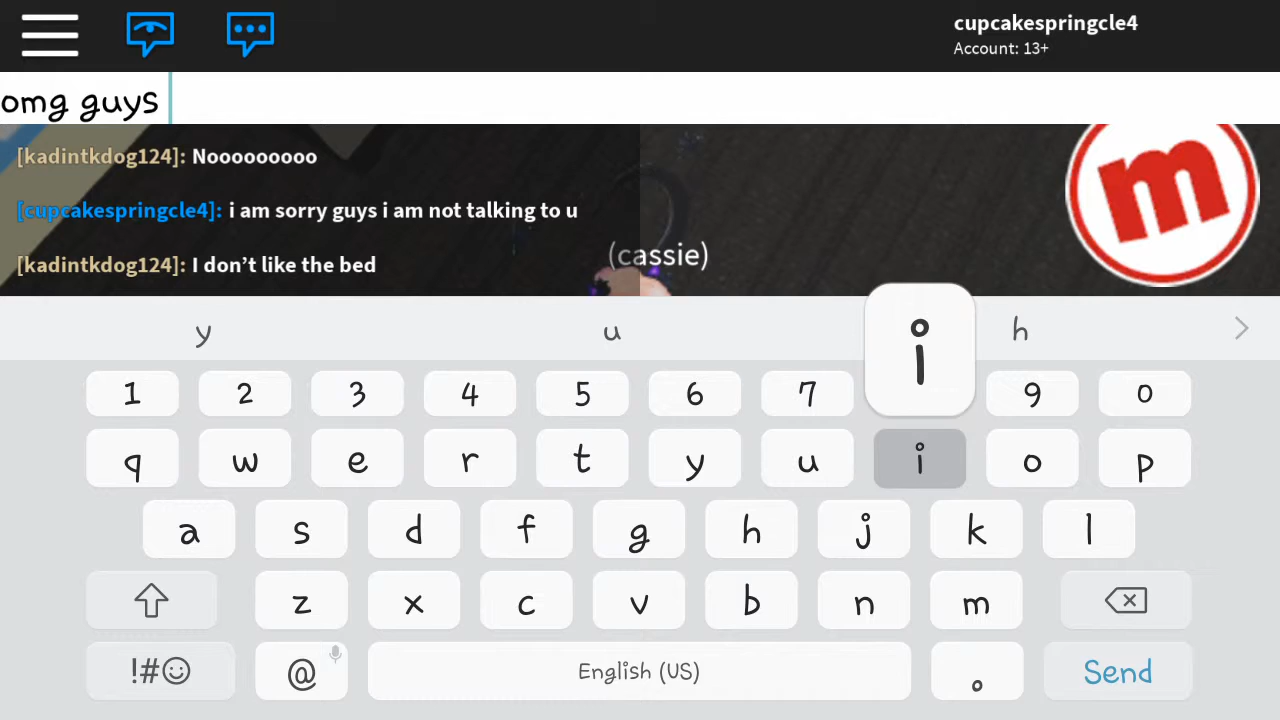 cupcakespringcle4
Account: 13+
omg guys
[kadintkdog124]: Nooooooooo
[cupcakespringcle4]: i am sorry guys i am not talking to u
(cassie)
[kadintkdog124]: I don't like the bed
m
y u i h
1 2 3 4 5 6 7 9 0
q w e r t y u i o p
a s d f g h j k l
z x c v b n m
!#☺ @ English (US) . Send